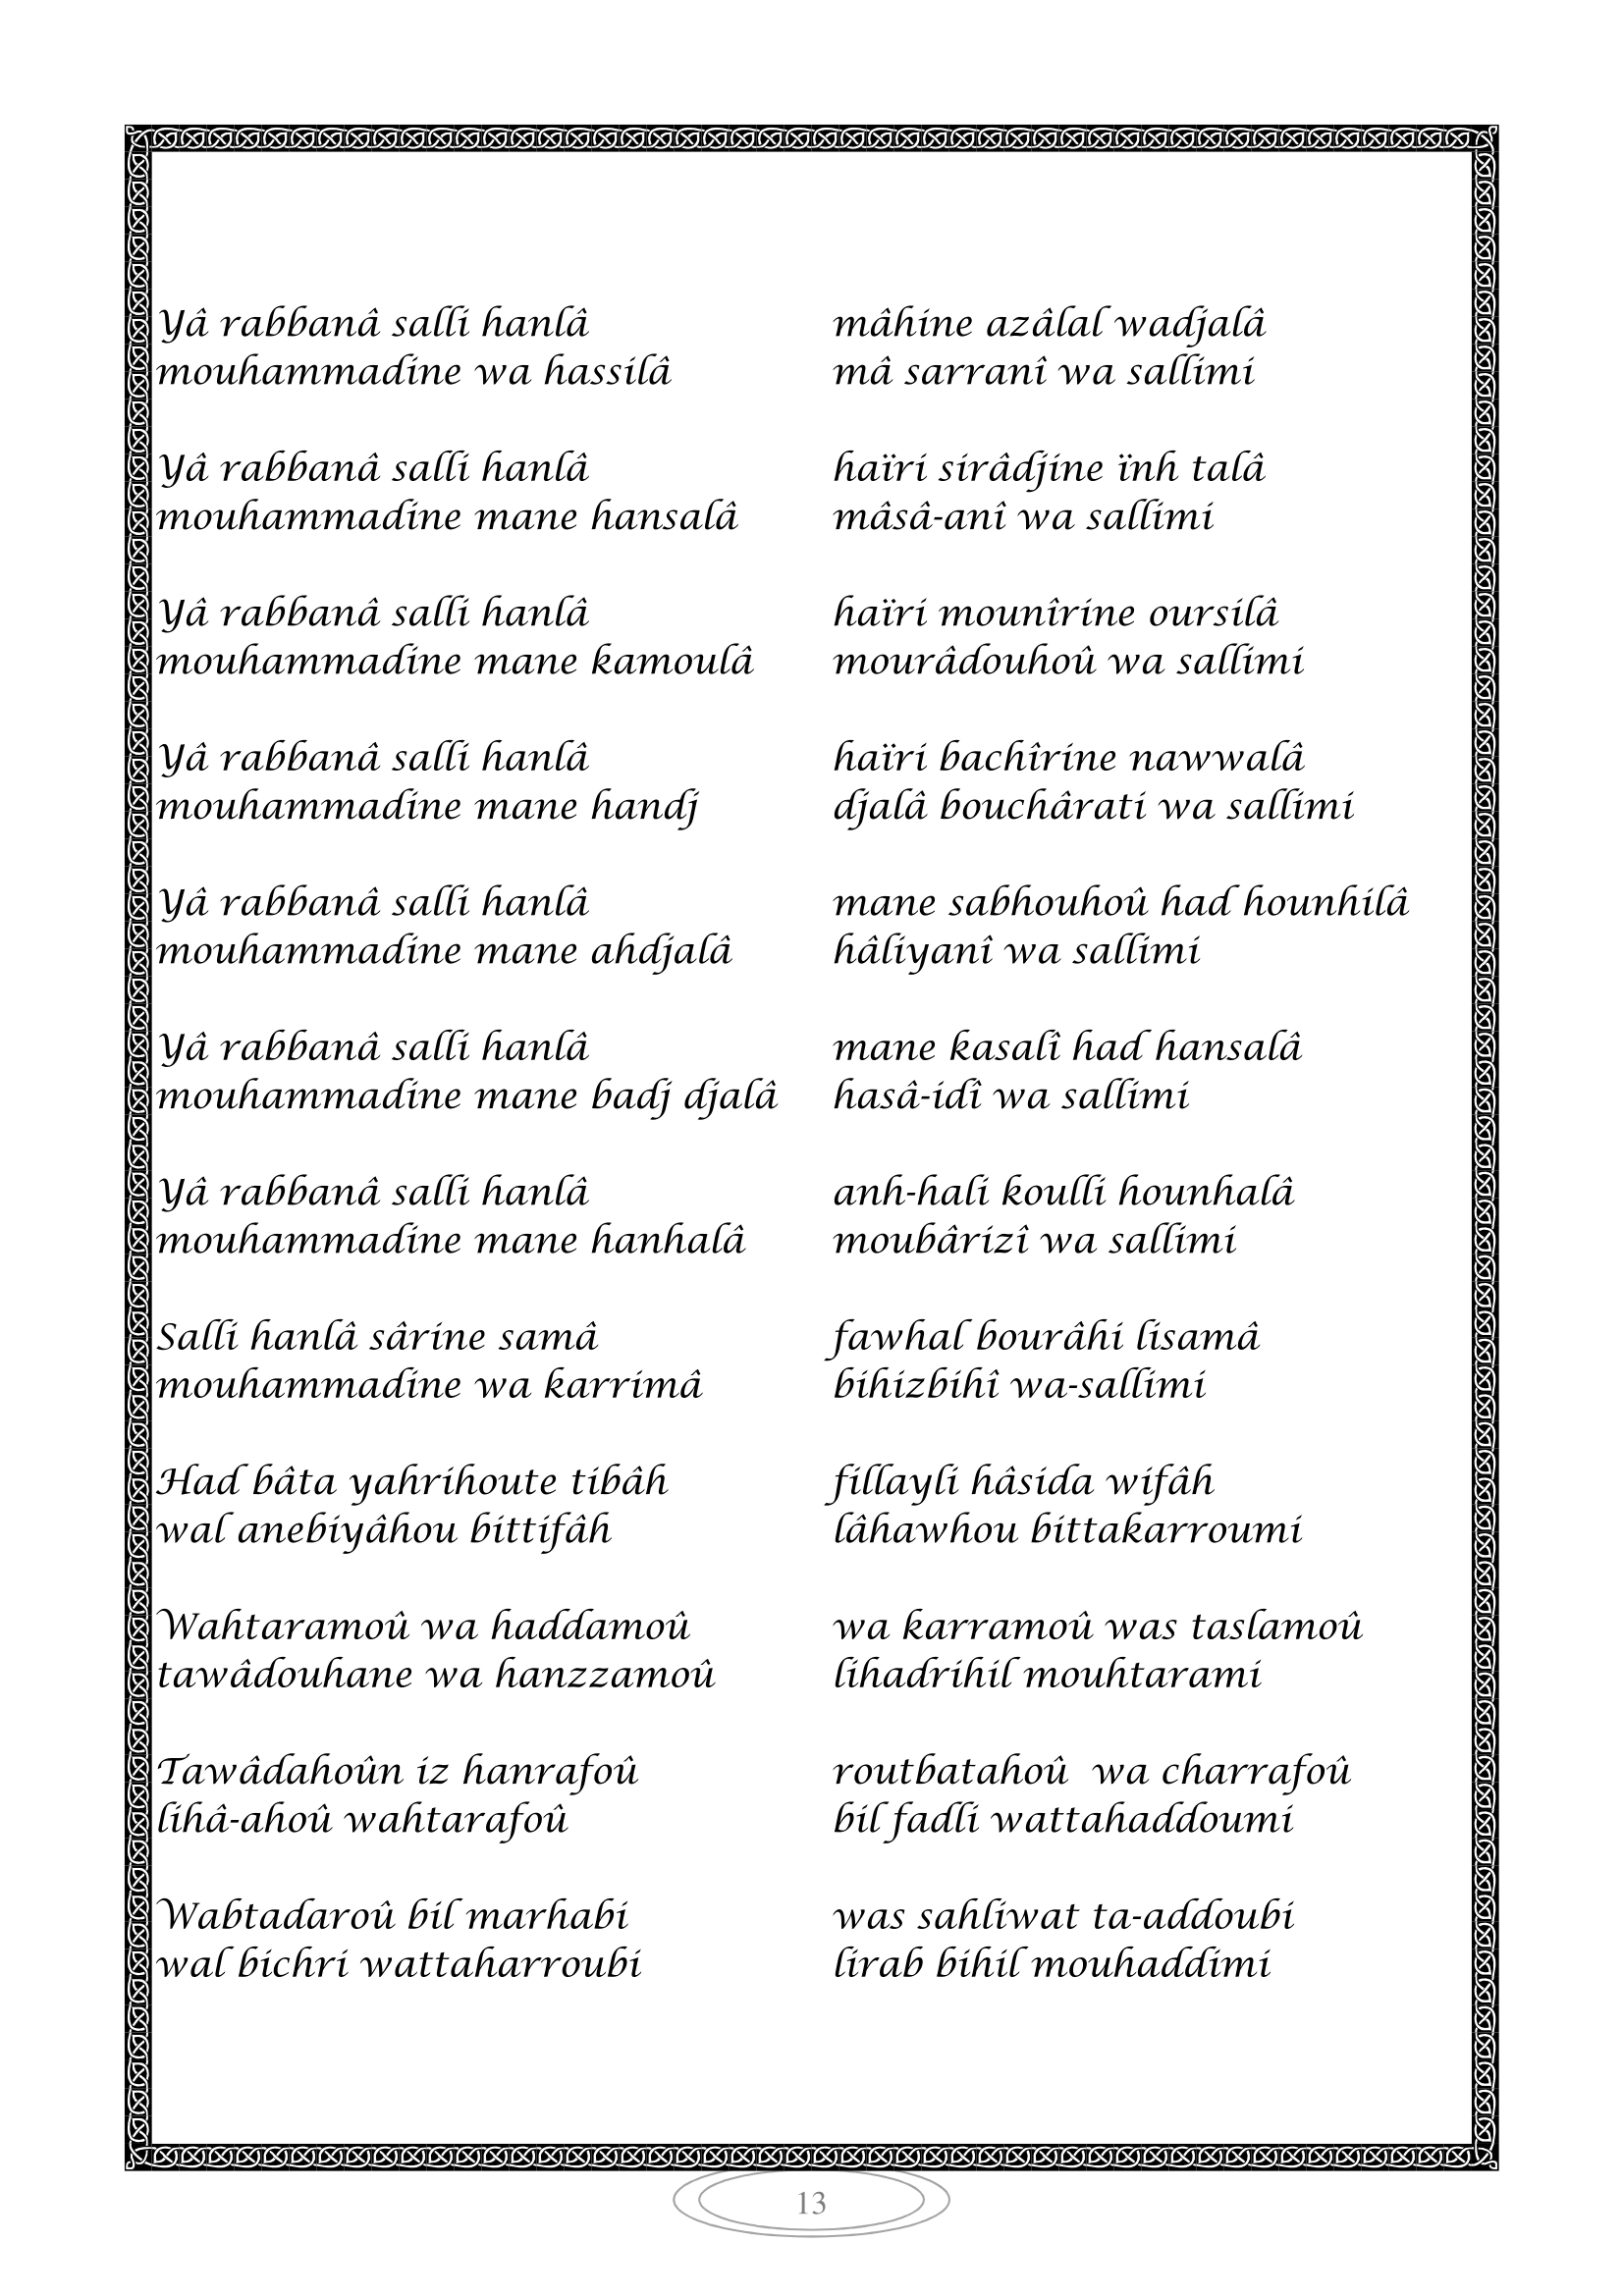 Yâ rabbanâ salli hanlâ mâhine azâlal wadjalâ
mouhammadine wa hassilâ mâ sarranî wa sallimi
Yâ rabbanâ salli hanlâ haïri sirâdjine ïnh talâ
mouhammadine mane hansalâ mâsâ-anî wa sallimi
Yâ rabbanâ salli hanlâ haïri mounîrine oursilâ
mouhammadine mane kamoulâ mourâdouhoû wa sallimi
Yâ rabbanâ salli hanlâ haïri bachîrine nawwalâ
mouhammadine mane handj djalâ bouchârati wa sallimi
Yâ rabbanâ salli hanlâ mane sabhouhoû had hounhilâ
mouhammadine mane ahdjalâ hâliyanî wa sallimi
Yâ rabbanâ salli hanlâ mane kasalî had hansalâ
mouhammadine mane badj djalâ hasâ-idî wa sallimi
Yâ rabbanâ salli hanlâ anh-hali koulli hounhalâ
mouhammadine mane hanhalâ moubârizî wa sallimi
Salli hanlâ sârine samâ fawhal bourâhi lisamâ
mouhammadine wa karrimâ bihizbihî wa-sallimi
Had bâta yahrihoute tibâh fillayli hâsida wifâh
wal anebiyâhou bittifâh lâhawhou bittakarroumi
Wahtaramoû wa haddamoû wa karramoû was taslamoû
tawâdouhane wa hanzzamoû lihadrihil mouhtarami
Tawâdahoûn iz hanrafoû routbatahoû  wa charrafoû
lihâ-ahoû wahtarafoû bil fadli wattahaddoumi
Wabtadaroû bil marhabi was sahliwat ta-addoubi
wal bichri wattaharroubi lirab bihil mouhaddimi
13